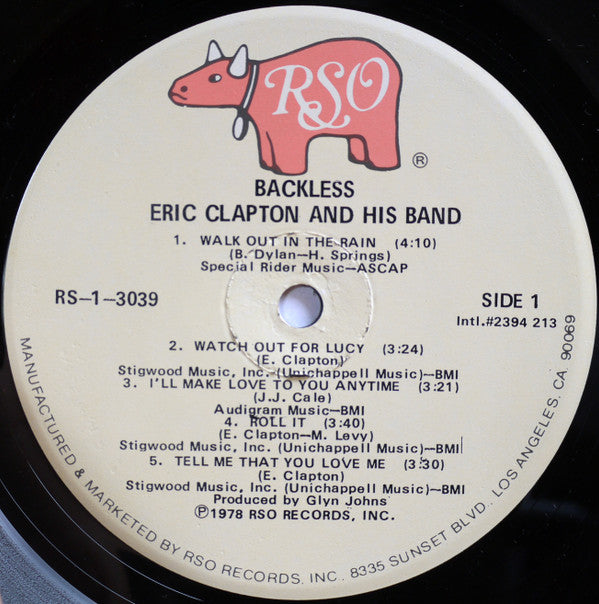 RSO
®
BACKLESS
ERIC CLAPTON AND HIS BAND
1. WALK OUT IN THE RAIN (4:10)
(B. Dylan—H. Springs)
Special Rider Music—ASCAP
RS—1—3039
SIDE 1
Intl.#2394 213
2. WATCH OUT FOR LUCY (3:24)
(E. Clapton)
Stigwood Music, Inc. (Unichappell Music)—BMI
3. I'LL MAKE LOVE TO YOU ANYTIME (3:21)
(J.J. Cale)
Audigram Music—BMI
4. ROLL IT (3:40)
(E. Clapton—M. Levy)
Stigwood Music, Inc. (Unichappell Music)—BMI
5. TELL ME THAT YOU LOVE ME (3:30)
(E. Clapton)
Stigwood Music, Inc. (Unichappell Music)—BMI
Produced by Glyn Johns
℗1978 RSO RECORDS, INC.
MANUFACTURED & MARKETED BY RSO RECORDS, INC., 8335 SUNSET BLVD., LOS ANGELES, CA. 90069